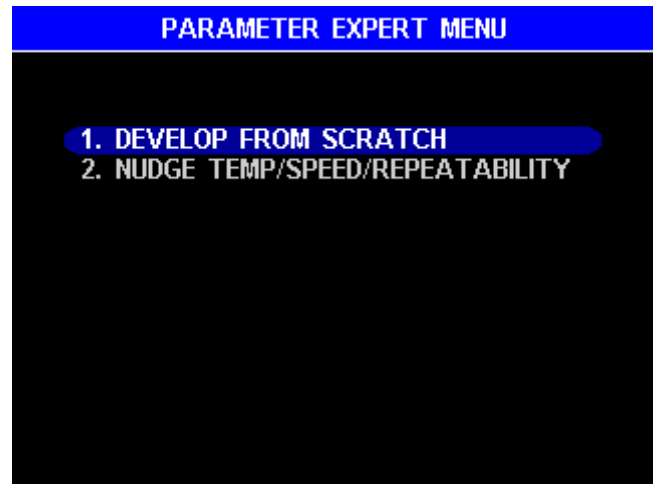 PARAMETER EXPERT MENU
1. DEVELOP FROM SCRATCH
2. NUDGE TEMP/SPEED/REPEATABILITY